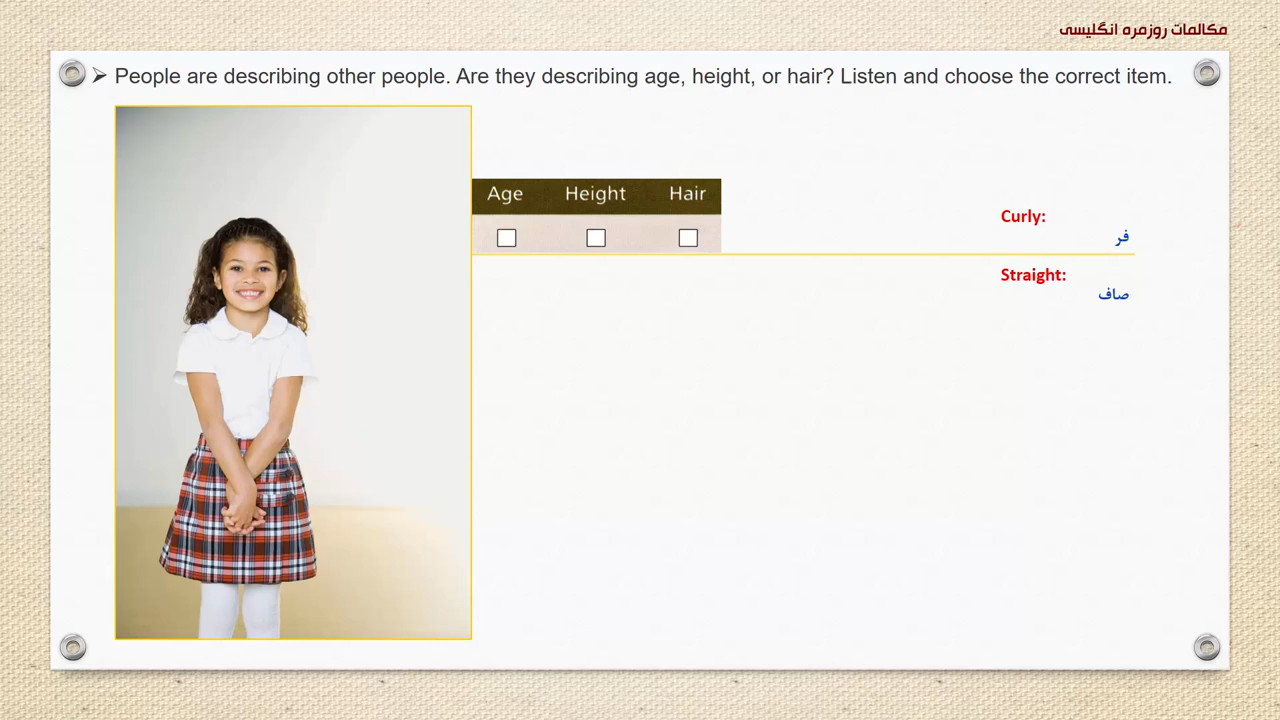 مکالمات روزمره انگلیسی
➢ People are describing other people. Are they describing age, height, or hair? Listen and choose the correct item.
Age Height Hair
Curly:
فر
Straight:
صاف